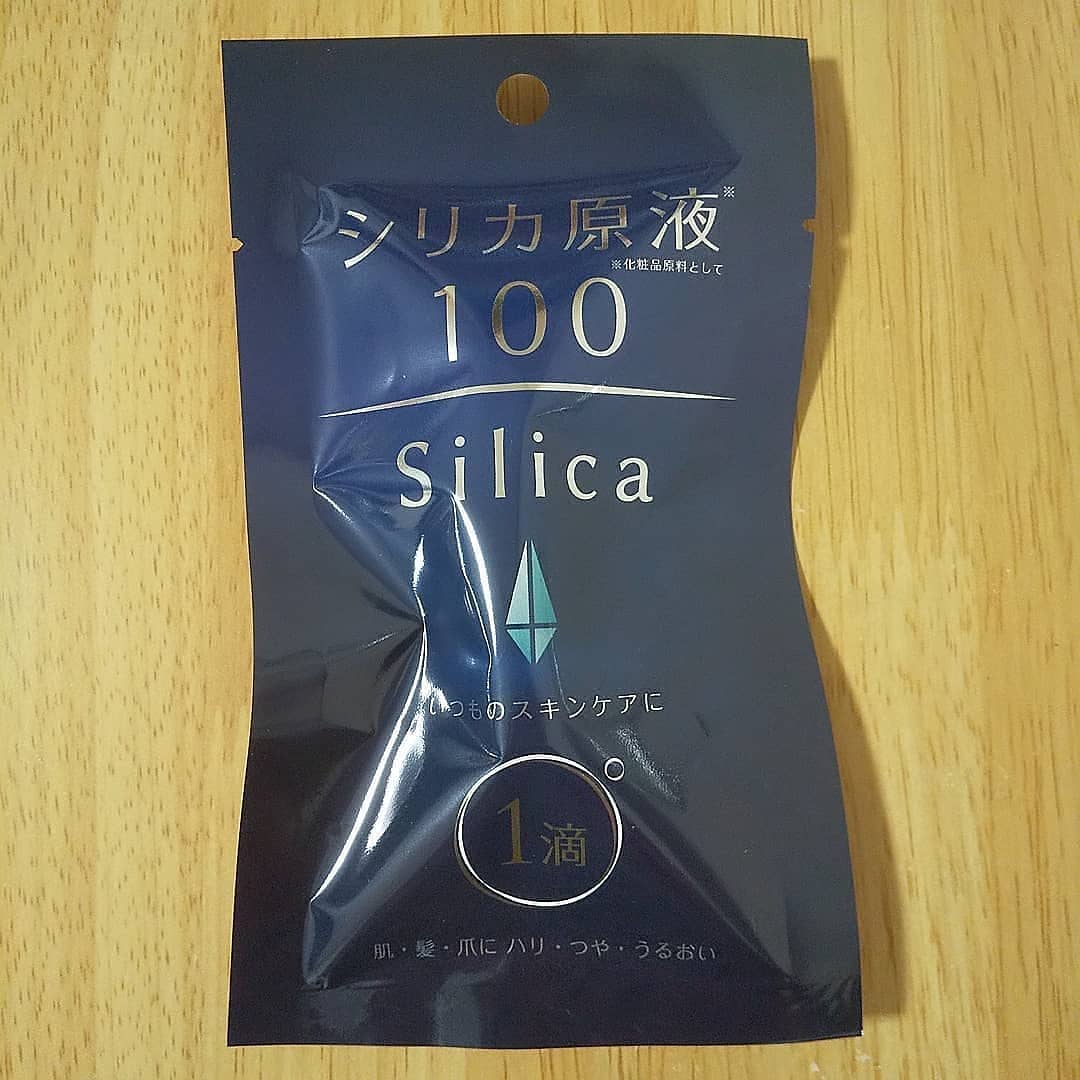 シリカ原液※
※化粧品原料として
100
Silica
いつものスキンケアに
1滴
肌・髪・爪に ハリ・つや・うるおい